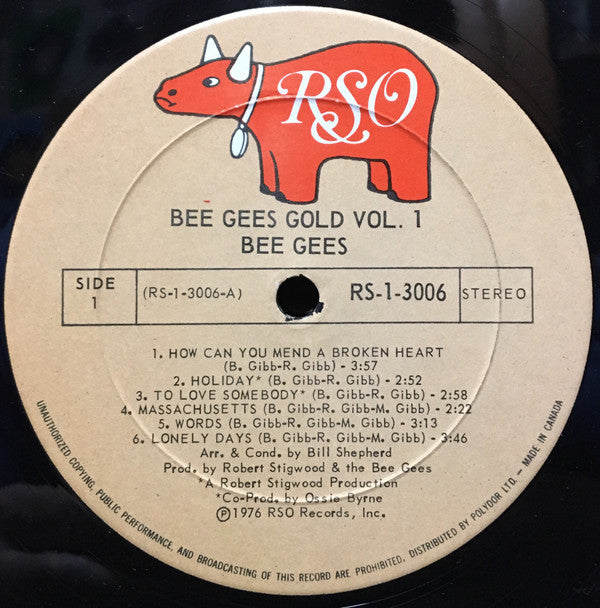 RSO
BEE GEES GOLD VOL. 1
BEE GEES
SIDE
1
(RS-1-3006-A)
RS-1-3006
STEREO
1. HOW CAN YOU MEND A BROKEN HEART
(B. Gibb-R. Gibb) - 3:57
2. HOLIDAY* (B. Gibb-R. Gibb) - 2:52
3. TO LOVE SOMEBODY* (B. Gibb-R. Gibb) - 2:58
4. MASSACHUSETTS (B. Gibb-R. Gibb-M. Gibb) - 2:22
5. WORDS (B. Gibb-R. Gibb-M. Gibb) - 3:13
6. LONELY DAYS (B. Gibb-R. Gibb-M. Gibb) - 3:46
Arr. & Cond. by Bill Shepherd
Prod. by Robert Stigwood & the Bee Gees
*A Robert Stigwood Production
*Co-Prod. by Ossie Byrne
℗1976 RSO Records, Inc.
UNAUTHORIZED COPYING, PUBLIC PERFORMANCE, AND BROADCASTING OF THIS RECORD ARE PROHIBITED, DISTRIBUTED BY POLYDOR LTD. - MADE IN CANADA